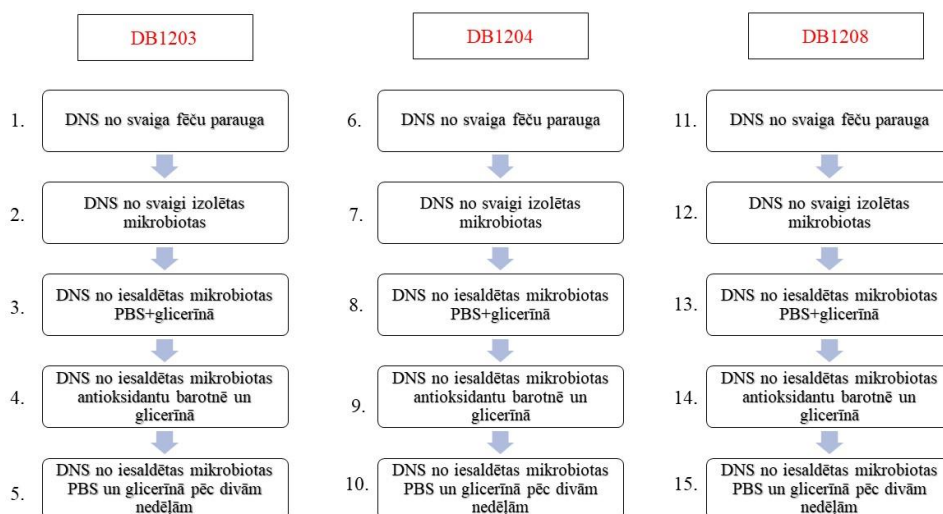 DB1203
1. DNS no svaiga fēču parauga
2. DNS no svaigi izolētas
mikrobiotas
3. DNS no iesaldētas mikrobiotas
PBS+glicerīnā
4. DNS no iesaldētas mikrobiotas
antioksidantu barotnē un
glicerīnā
5. DNS no iesaldētas mikrobiotas
PBS un glicerīnā pēc divām
nedēļām
DB1204
6. DNS no svaiga fēču parauga
7. DNS no svaigi izolētas
mikrobiotas
8. DNS no iesaldētas mikrobiotas
PBS+glicerīnā
9. DNS no iesaldētas mikrobiotas
antioksidantu barotnē un
glicerīnā
10. DNS no iesaldētas mikrobiotas
PBS un glicerīnā pēc divām
nedēļām
DB1208
11. DNS no svaiga fēču parauga
12. DNS no svaigi izolētas
mikrobiotas
13. DNS no iesaldētas mikrobiotas
PBS+glicerīnā
14. DNS no iesaldētas mikrobiotas
antioksidantu barotnē un
glicerīnā
15. DNS no iesaldētas mikrobiotas
PBS un glicerīnā pēc divām
nedēļām